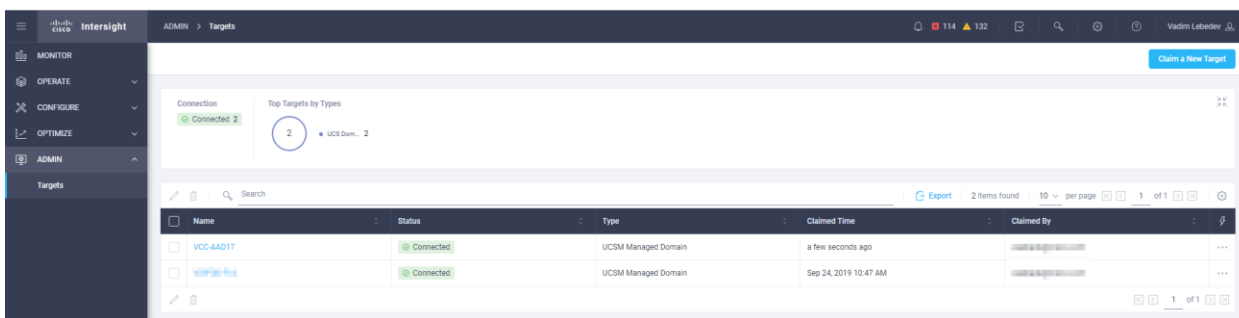 cisco Intersight ADMIN > Targets 114 132 Vadim Lebedev
MONITOR
Claim a New Target
OPERATE
CONFIGURE
Connection Top Targets by Types
Connected 2
OPTIMIZE
2 UCS Dom... 2
ADMIN
Targets
Search Export 2 items found 10 per page 1 of 1
Name Status Type Claimed Time Claimed By
VCC-AAD17 Connected UCSM Managed Domain a few seconds ago
Connected UCSM Managed Domain Sep 24, 2019 10:47 AM
1 of 1